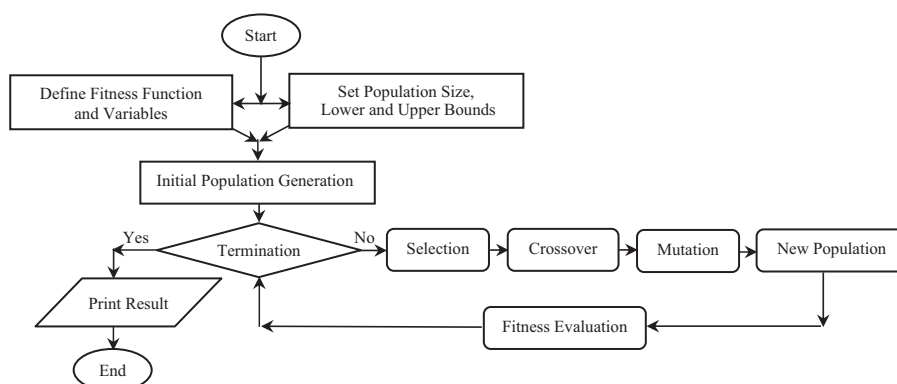 Start
Define Fitness Function
and Variables
Set Population Size,
Lower and Upper Bounds
Initial Population Generation
Yes
Termination
No
Selection
Crossover
Mutation
New Population
Print Result
Fitness Evaluation
End